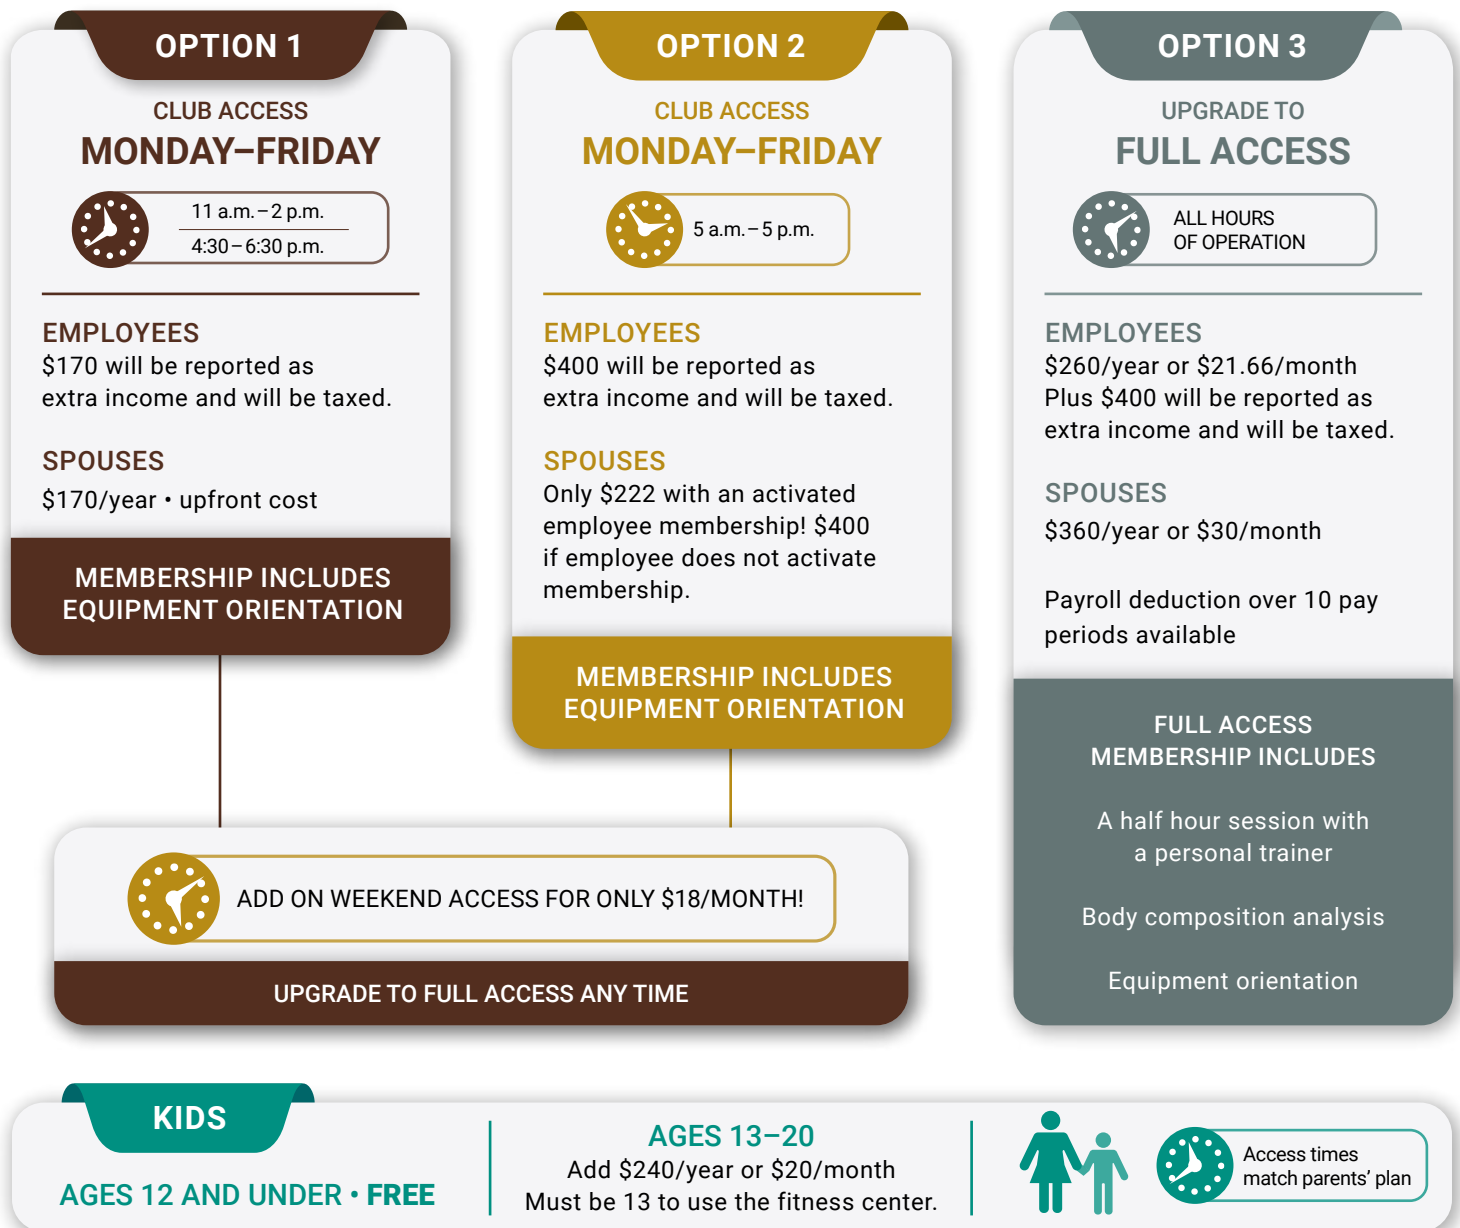 OPTION 1
CLUB ACCESS
MONDAY–FRIDAY
11 a.m.–2 p.m.
4:30–6:30 p.m.
EMPLOYEES
$170 will be reported as
extra income and will be taxed.
SPOUSES
$170/year • upfront cost
MEMBERSHIP INCLUDES
EQUIPMENT ORIENTATION
OPTION 2
CLUB ACCESS
MONDAY–FRIDAY
5 a.m.–5 p.m.
EMPLOYEES
$400 will be reported as
extra income and will be taxed.
SPOUSES
Only $222 with an activated
employee membership! $400
if employee does not activate
membership.
MEMBERSHIP INCLUDES
EQUIPMENT ORIENTATION
ADD ON WEEKEND ACCESS FOR ONLY $18/MONTH!
UPGRADE TO FULL ACCESS ANY TIME
OPTION 3
UPGRADE TO
FULL ACCESS
ALL HOURS
OF OPERATION
EMPLOYEES
$260/year or $21.66/month
Plus $400 will be reported as
extra income and will be taxed.
SPOUSES
$360/year or $30/month
Payroll deduction over 10 pay
periods available
FULL ACCESS
MEMBERSHIP INCLUDES
A half hour session with
a personal trainer
Body composition analysis
Equipment orientation
KIDS
AGES 12 AND UNDER • FREE
AGES 13–20
Add $240/year or $20/month
Must be 13 to use the fitness center.
Access times
match parents’ plan